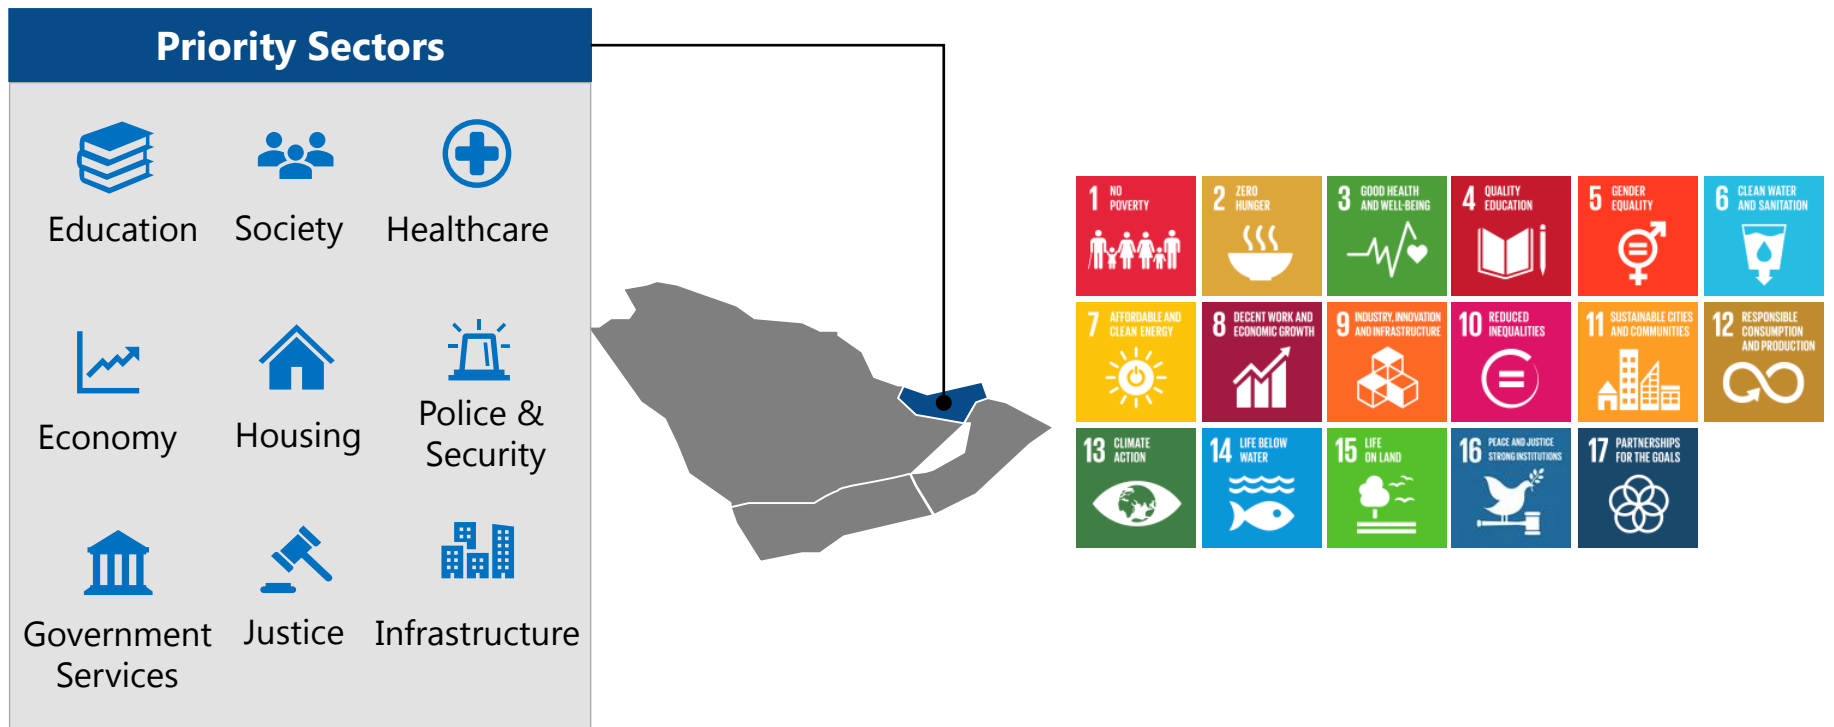 Priority Sectors
Education
Society
Healthcare
Economy
Housing
Police &
Security
Government
Services
Justice
Infrastructure
1 NO
POVERTY
2 ZERO
HUNGER
3 GOOD HEALTH
AND WELL-BEING
4 QUALITY
EDUCATION
5 GENDER
EQUALITY
6 CLEAN WATER
AND SANITATION
7 AFFORDABLE AND
CLEAN ENERGY
8 DECENT WORK AND
ECONOMIC GROWTH
9 INDUSTRY, INNOVATION
AND INFRASTRUCTURE
10 REDUCED
INEQUALITIES
11 SUSTAINABLE CITIES
AND COMMUNITIES
12 RESPONSIBLE
CONSUMPTION
AND PRODUCTION
13 CLIMATE
ACTION
14 LIFE BELOW
WATER
15 LIFE
ON LAND
16 PEACE AND JUSTICE
STRONG INSTITUTIONS
17 PARTNERSHIPS
FOR THE GOALS